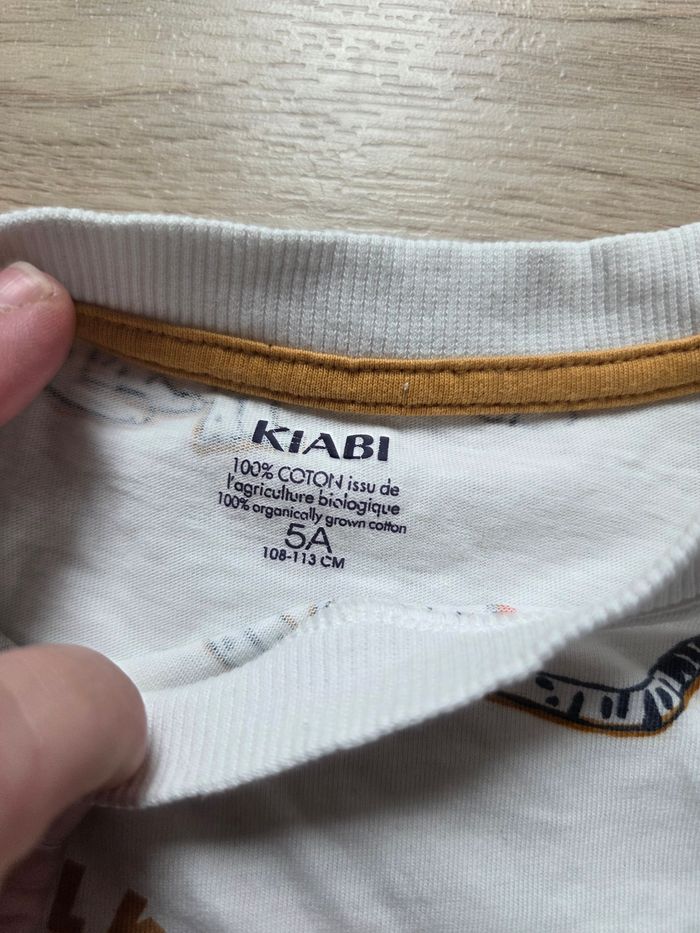 KIABI
100% COTON issu de
l'agriculture biologique
100% organically grown cotton
5A
108-113 CM